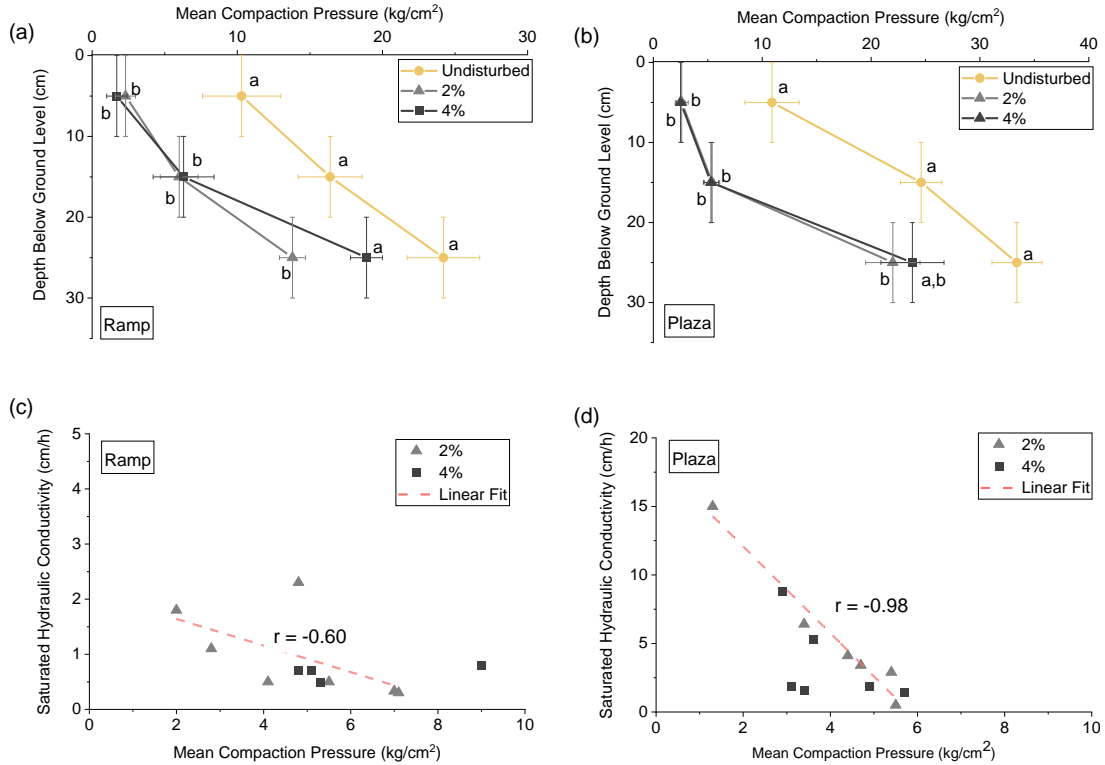 Mean Compaction Pressure (kg/cm²)
(a)
0 10 20 30
0
10
20
30
Depth Below Ground Level (cm)
Undisturbed
2%
4%
b
a
b
b
a
b
a
a
b
Ramp
Mean Compaction Pressure (kg/cm²)
(b)
0 10 20 30 40
0
10
20
30
Depth Below Ground Level (cm)
Undisturbed
2%
4%
a
b
b
a
b
b
a
b
a,b
Plaza
(c)
5
4
3
2
1
0
Saturated Hydraulic Conductivity (cm/h)
Ramp
2%
4%
Linear Fit
r = -0.60
0 2 4 6 8 10
Mean Compaction Pressure (kg/cm²)
(d)
20
15
10
5
0
Saturated Hydraulic Conductivity (cm/h)
Plaza
2%
4%
Linear Fit
r = -0.98
0 2 4 6 8 10
Mean Compaction Pressure (kg/cm²)